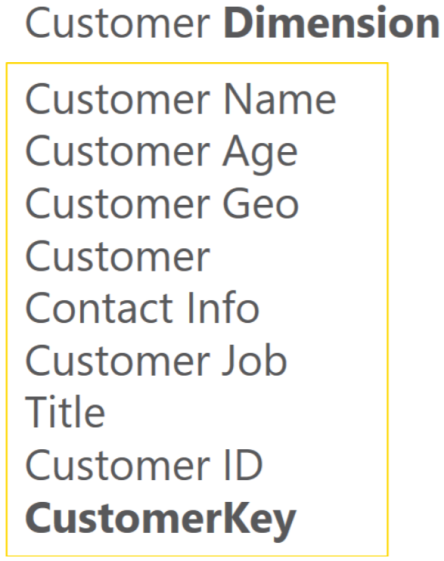 Customer Dimension
Customer Name
Customer Age
Customer Geo
Customer
Contact Info
Customer Job
Title
Customer ID
CustomerKey